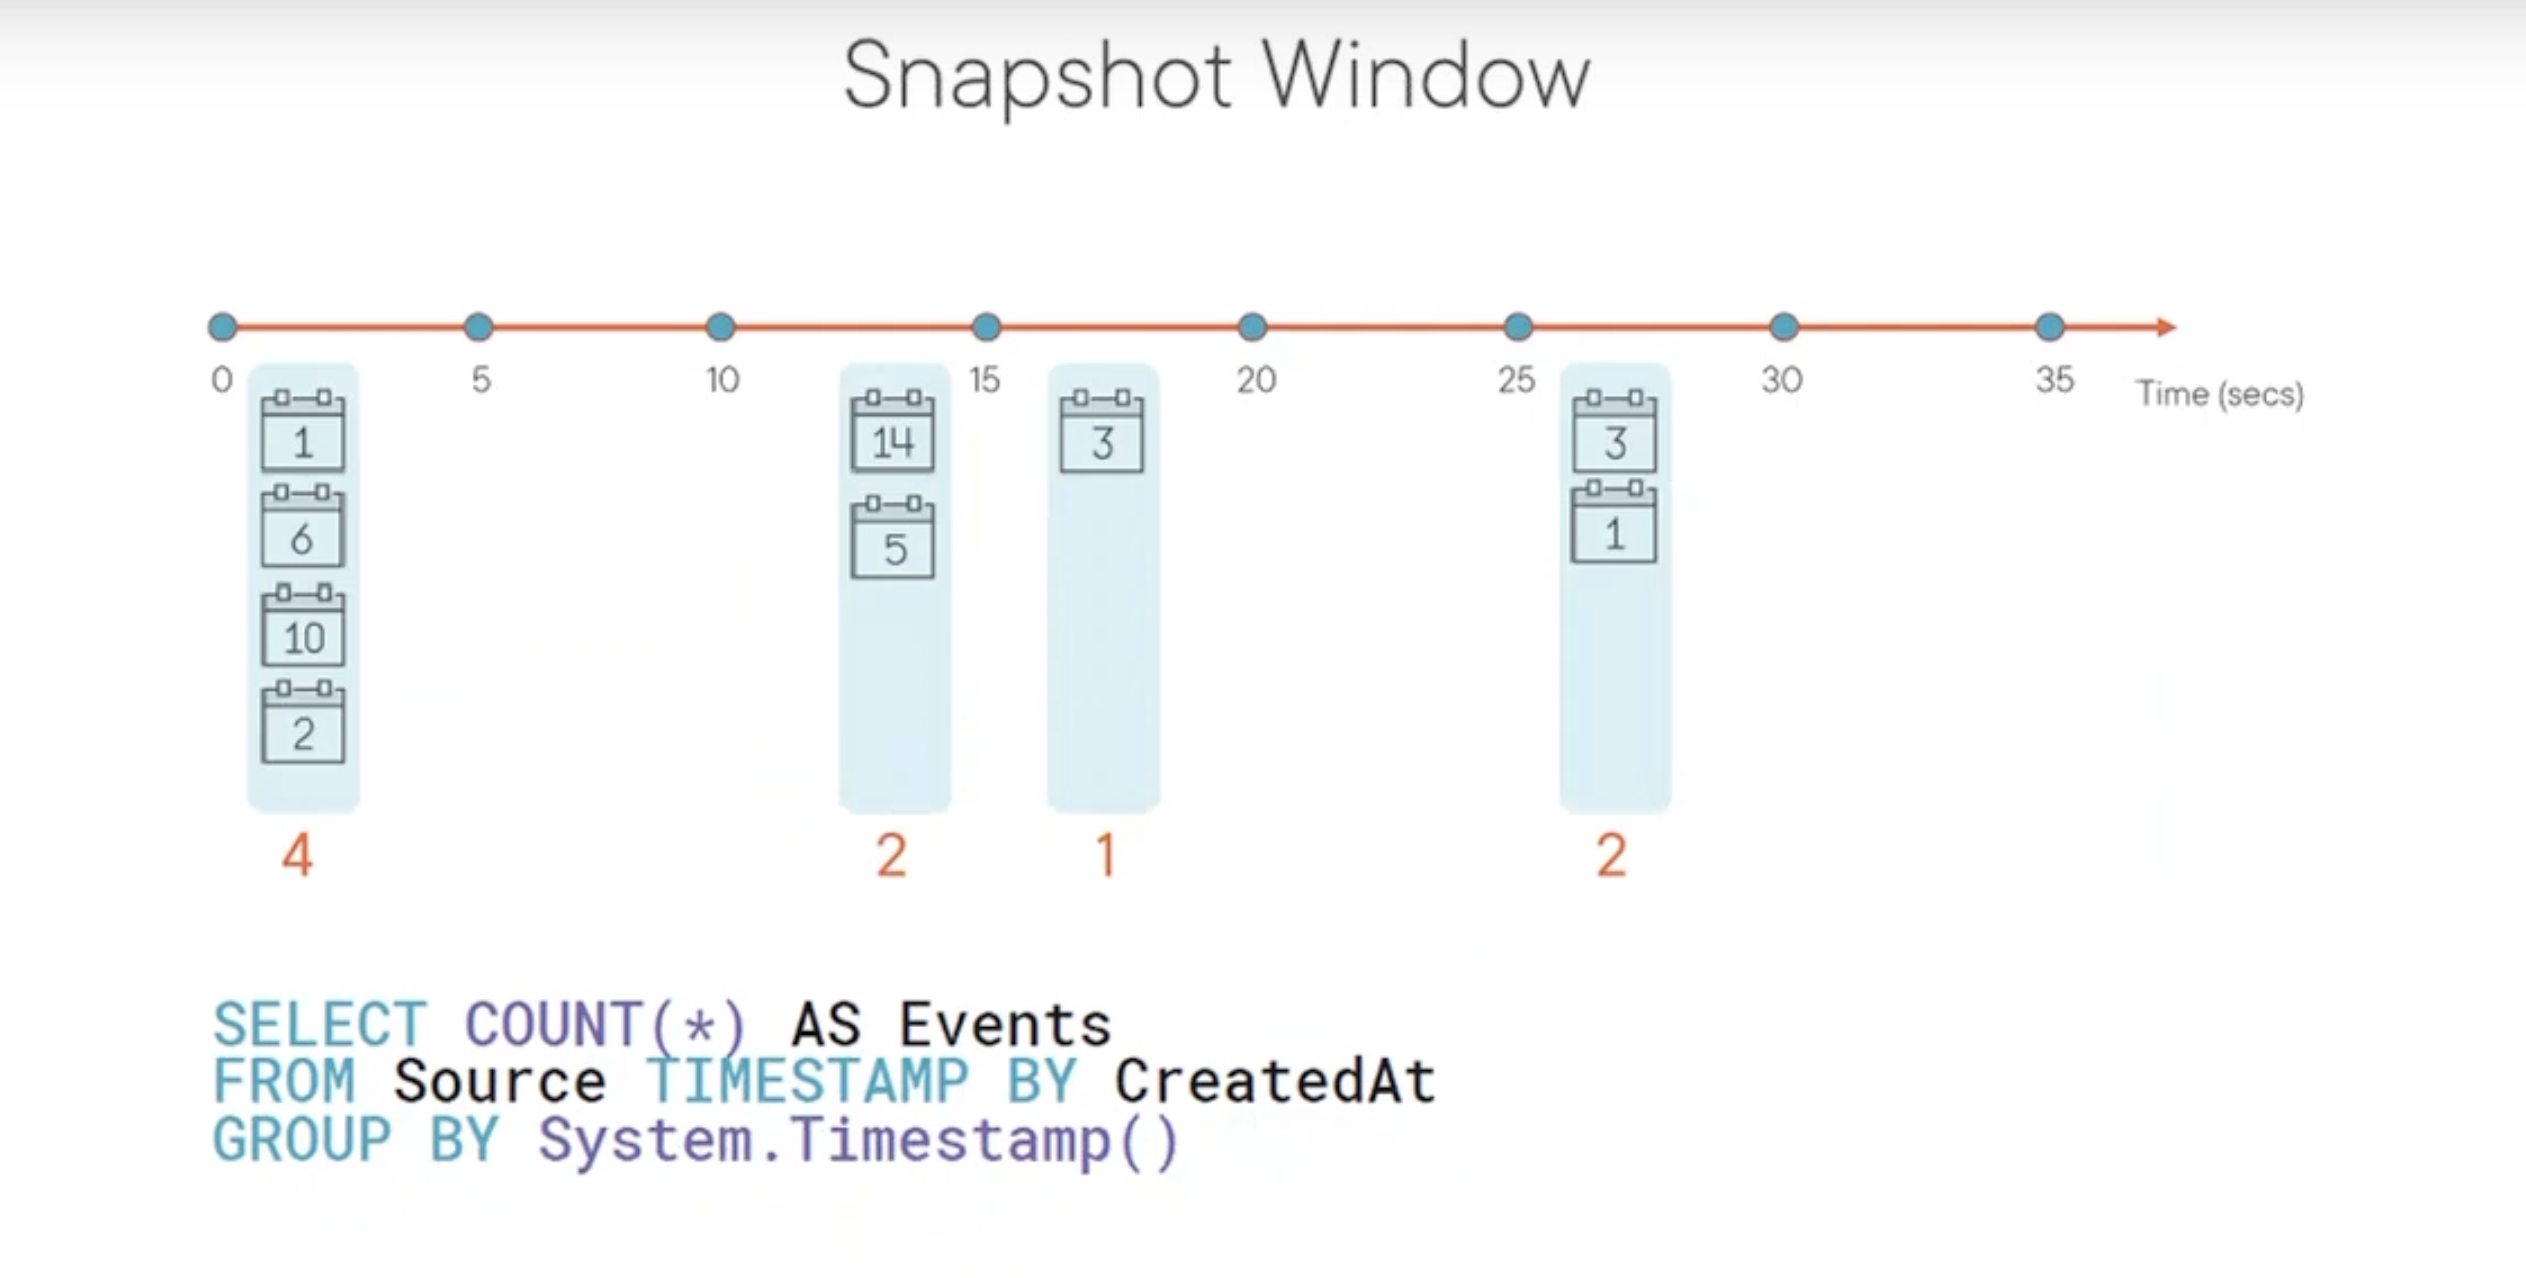 Snapshot Window
0 5 10 15 20 25 30 35 Time (secs)
1 14 3 3
6 5 1
10
2
4 2 1 2
SELECT COUNT(*) AS Events
FROM Source TIMESTAMP BY CreatedAt
GROUP BY System.Timestamp()